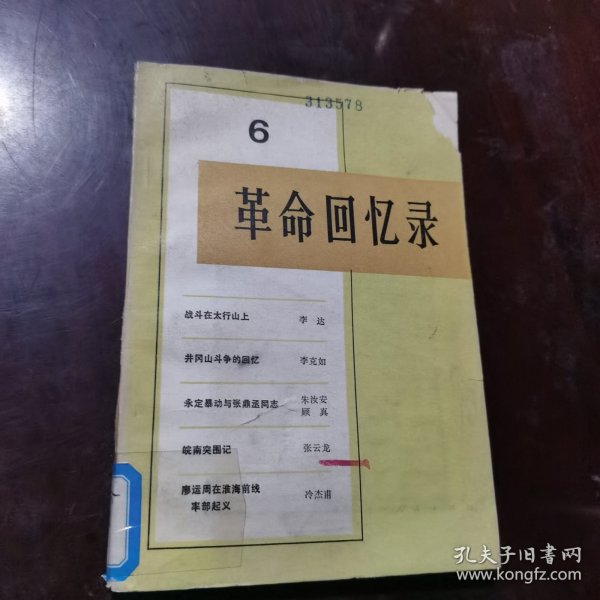 313578
6
革命回忆录
战斗在太行山上 李达
井冈山斗争的回忆 李克如
永定暴动与张鼎丞同志 朱汝安
顾真
皖南突围记 张云龙
廖运周在淮海前线 冷杰甫
率部起义
孔夫子旧书网
www.kongfz.com